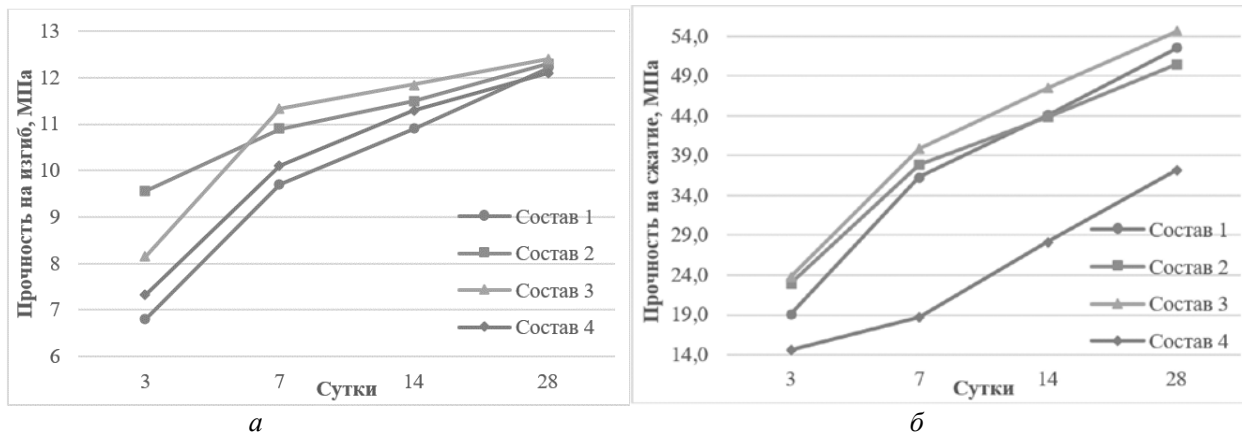 Прочность на изгиб, МПа
13
12
11
10
9
8
7
6
Состав 1
Состав 2
Состав 3
Состав 4
3
7
14
28
Сутки
а
Прочность на сжатие, МПа
54,0
49,0
44,0
39,0
34,0
29,0
24,0
19,0
14,0
Состав 1
Состав 2
Состав 3
Состав 4
3
7
14
28
Сутки
б